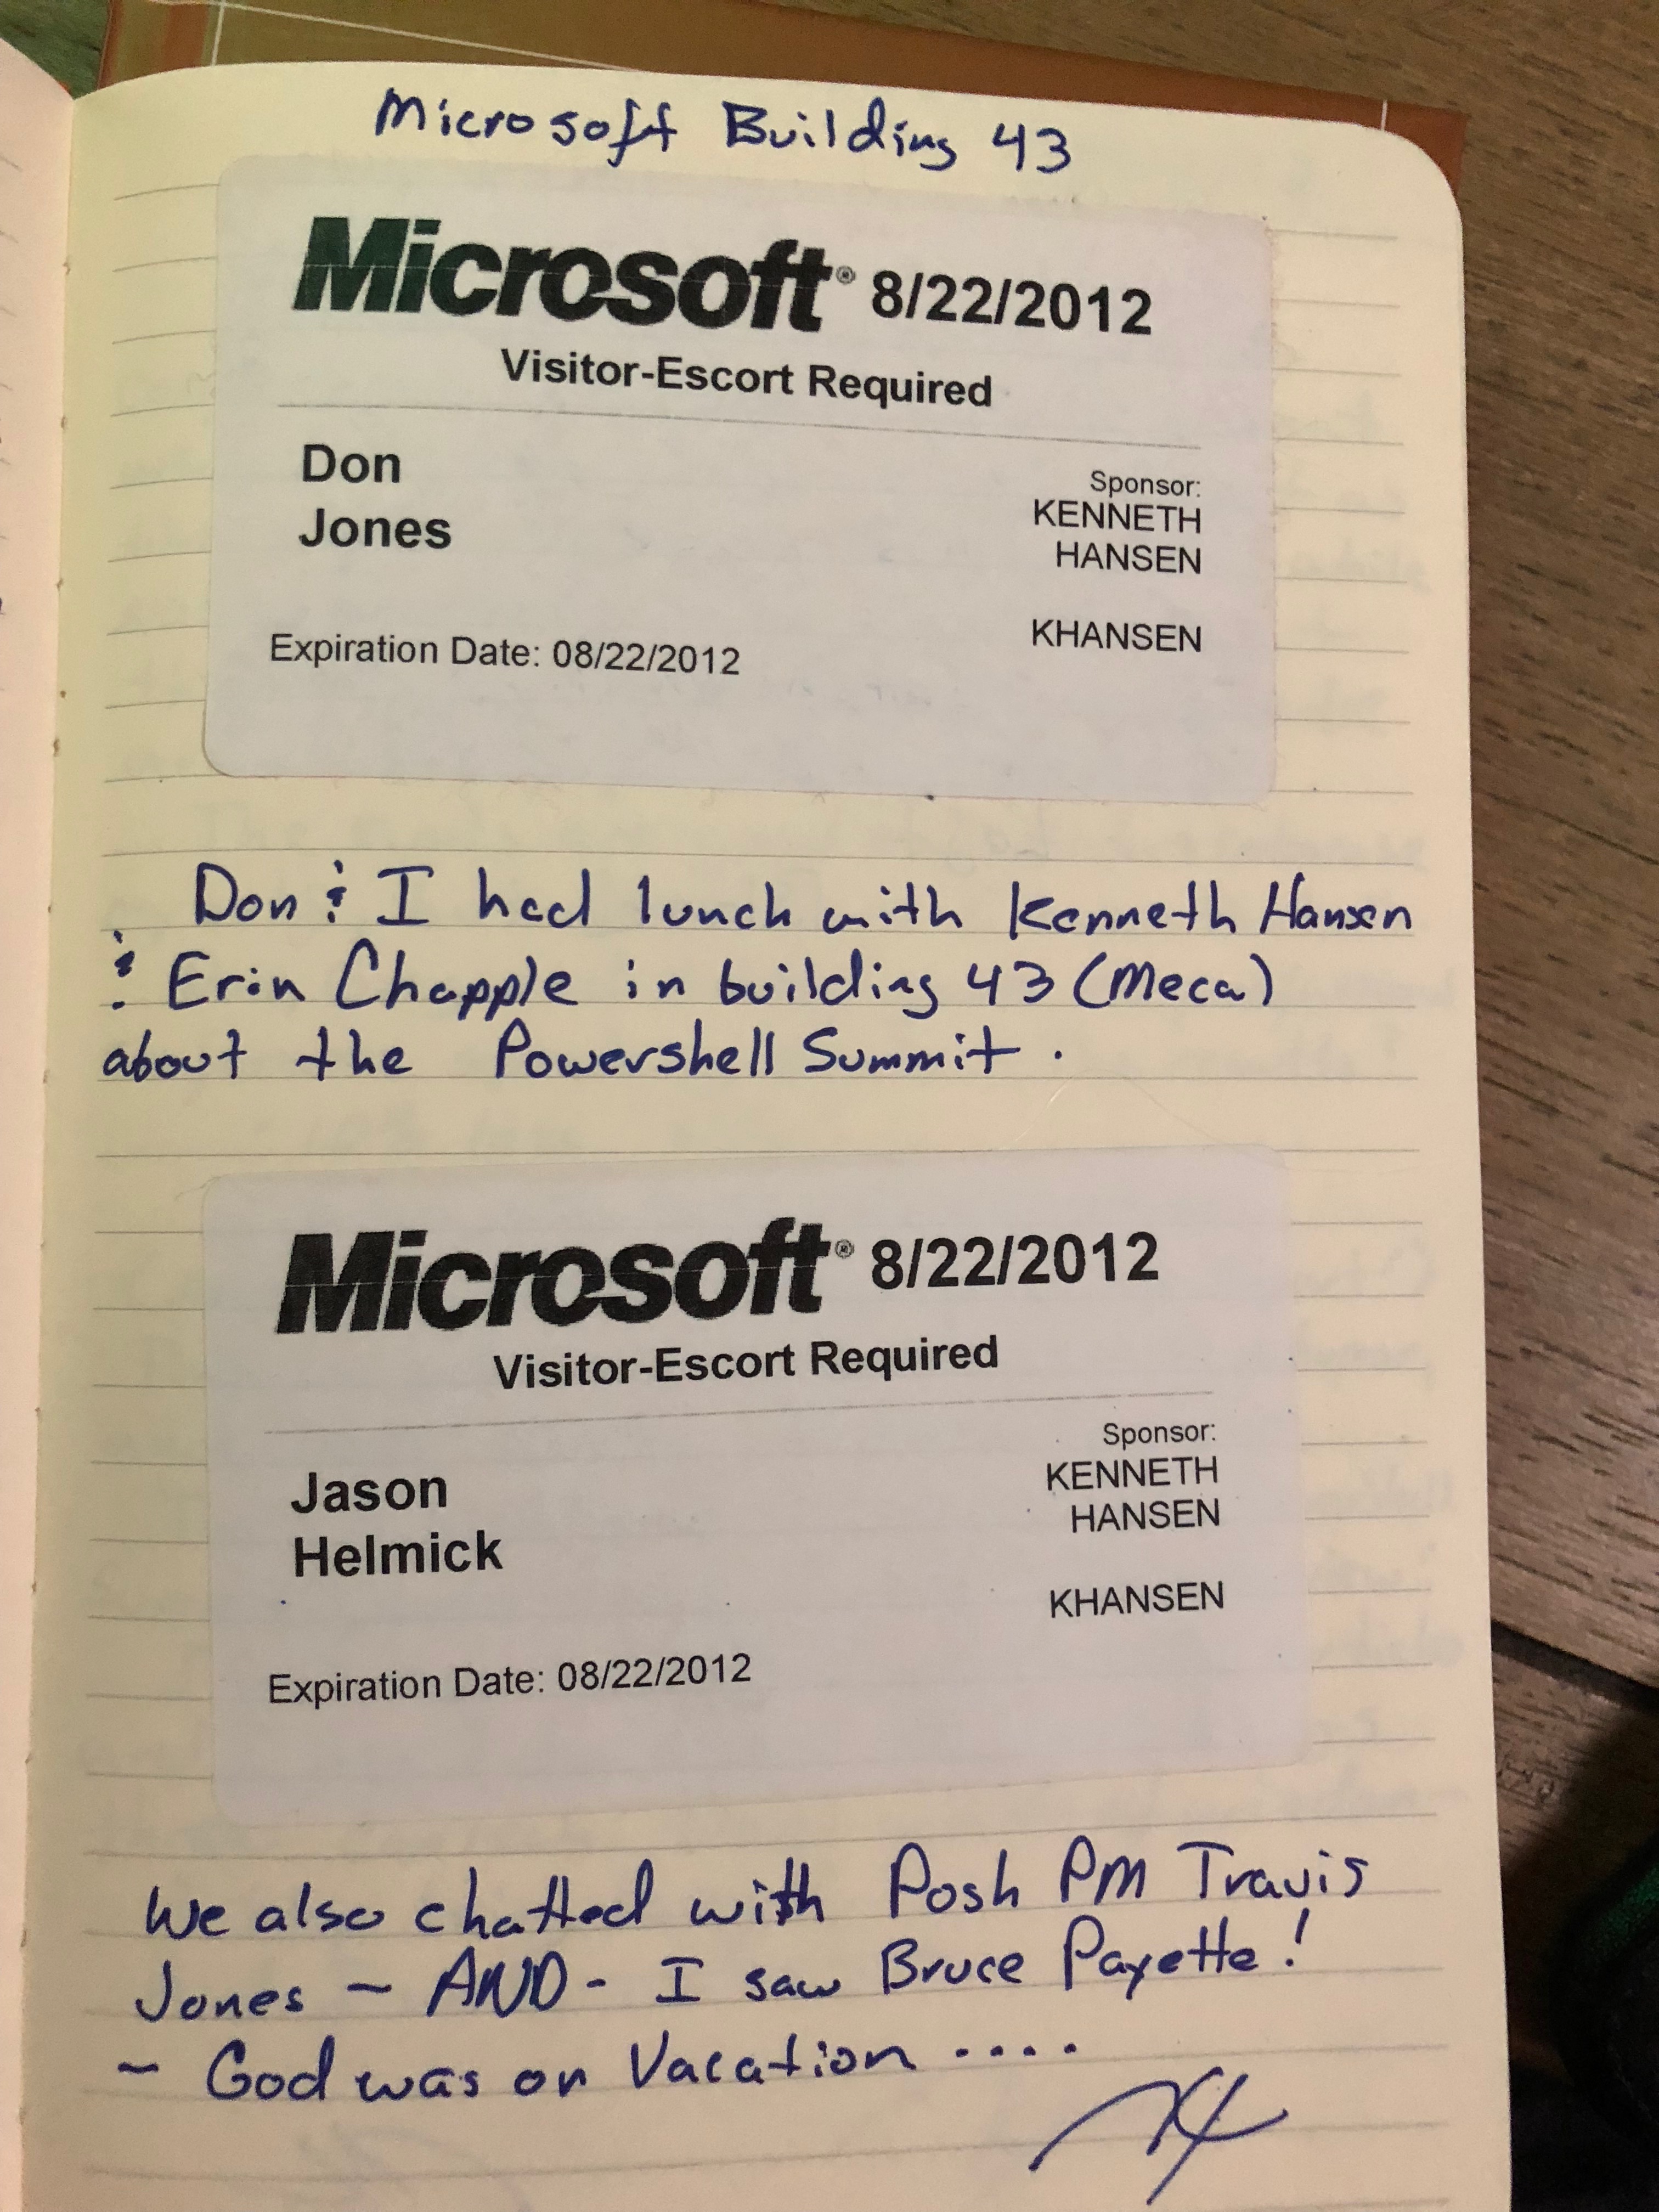 Microsoft Building 43
Microsoft® 8/22/2012
Visitor-Escort Required
Don
Jones
Sponsor:
KENNETH
HANSEN
KHANSEN
Expiration Date: 08/22/2012
Don & I had lunch with Kenneth Hansen
& Erin Chapple in building 43 (Meca)
about the Powershell Summit.
Microsoft® 8/22/2012
Visitor-Escort Required
Jason
Helmick
Sponsor:
KENNETH
HANSEN
KHANSEN
Expiration Date: 08/22/2012
We also chatted with Posh PM Travis
Jones - AND - I saw Bruce Payette!
- God was on Vacation ....